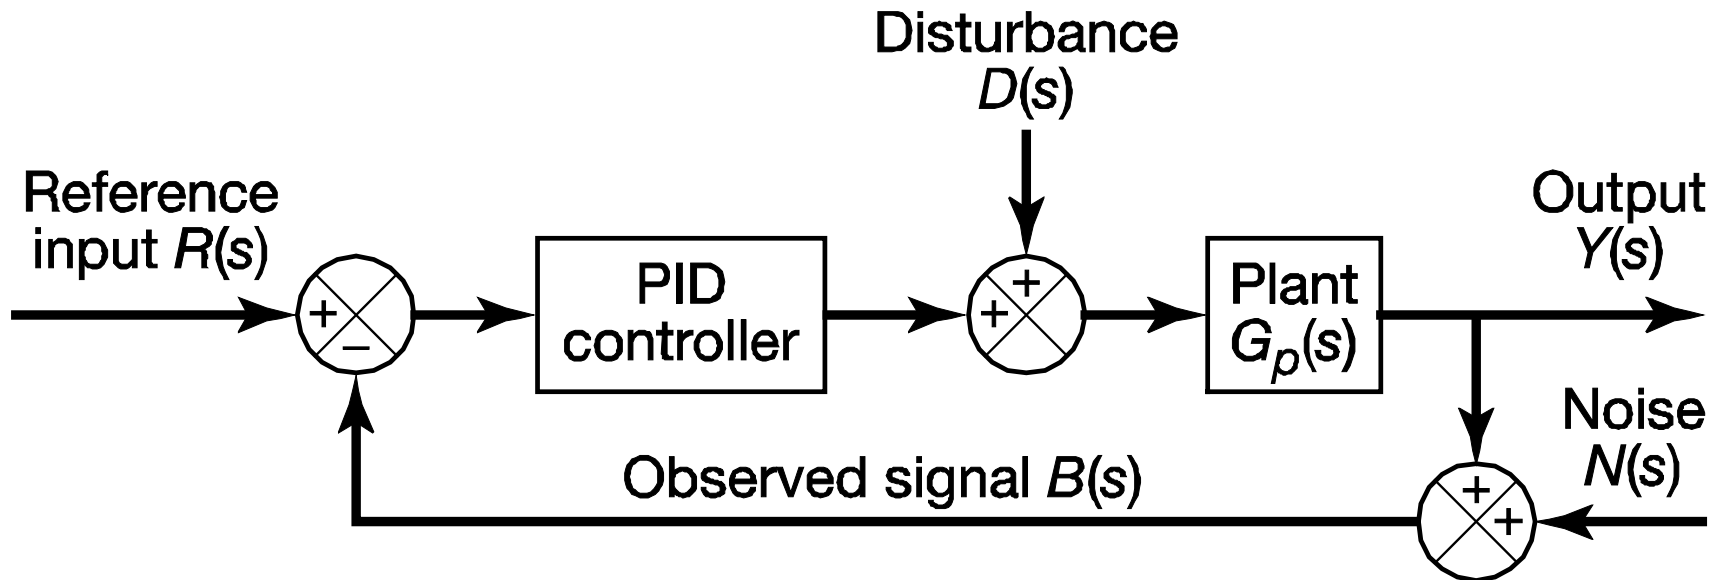 Disturbance
D(s)
Reference
input R(s)
Output
Y(s)
PID
controller
Plant
Gp(s)
+
−
+
+
Noise
N(s)
Observed signal B(s)
+
+